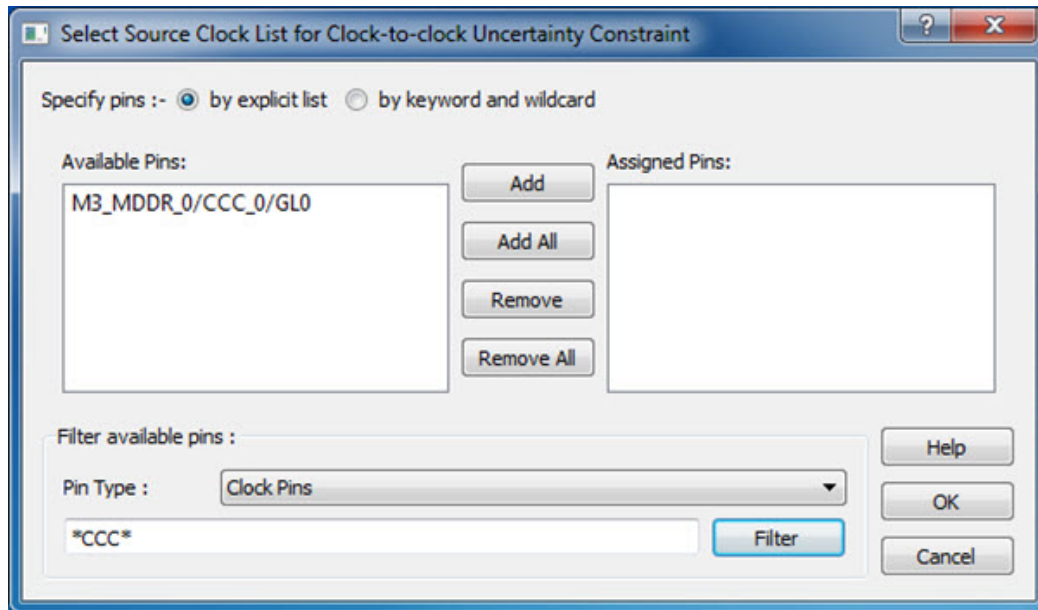 Select Source Clock List for Clock-to-clock Uncertainty Constraint
Specify pins :- by explicit list by keyword and wildcard
Available Pins:
M3_MDDR_0/CCC_0/GL0
Add
Add All
Remove
Remove All
Assigned Pins:
Filter available pins :
Pin Type : Clock Pins
*CCC* Filter
Help
OK
Cancel